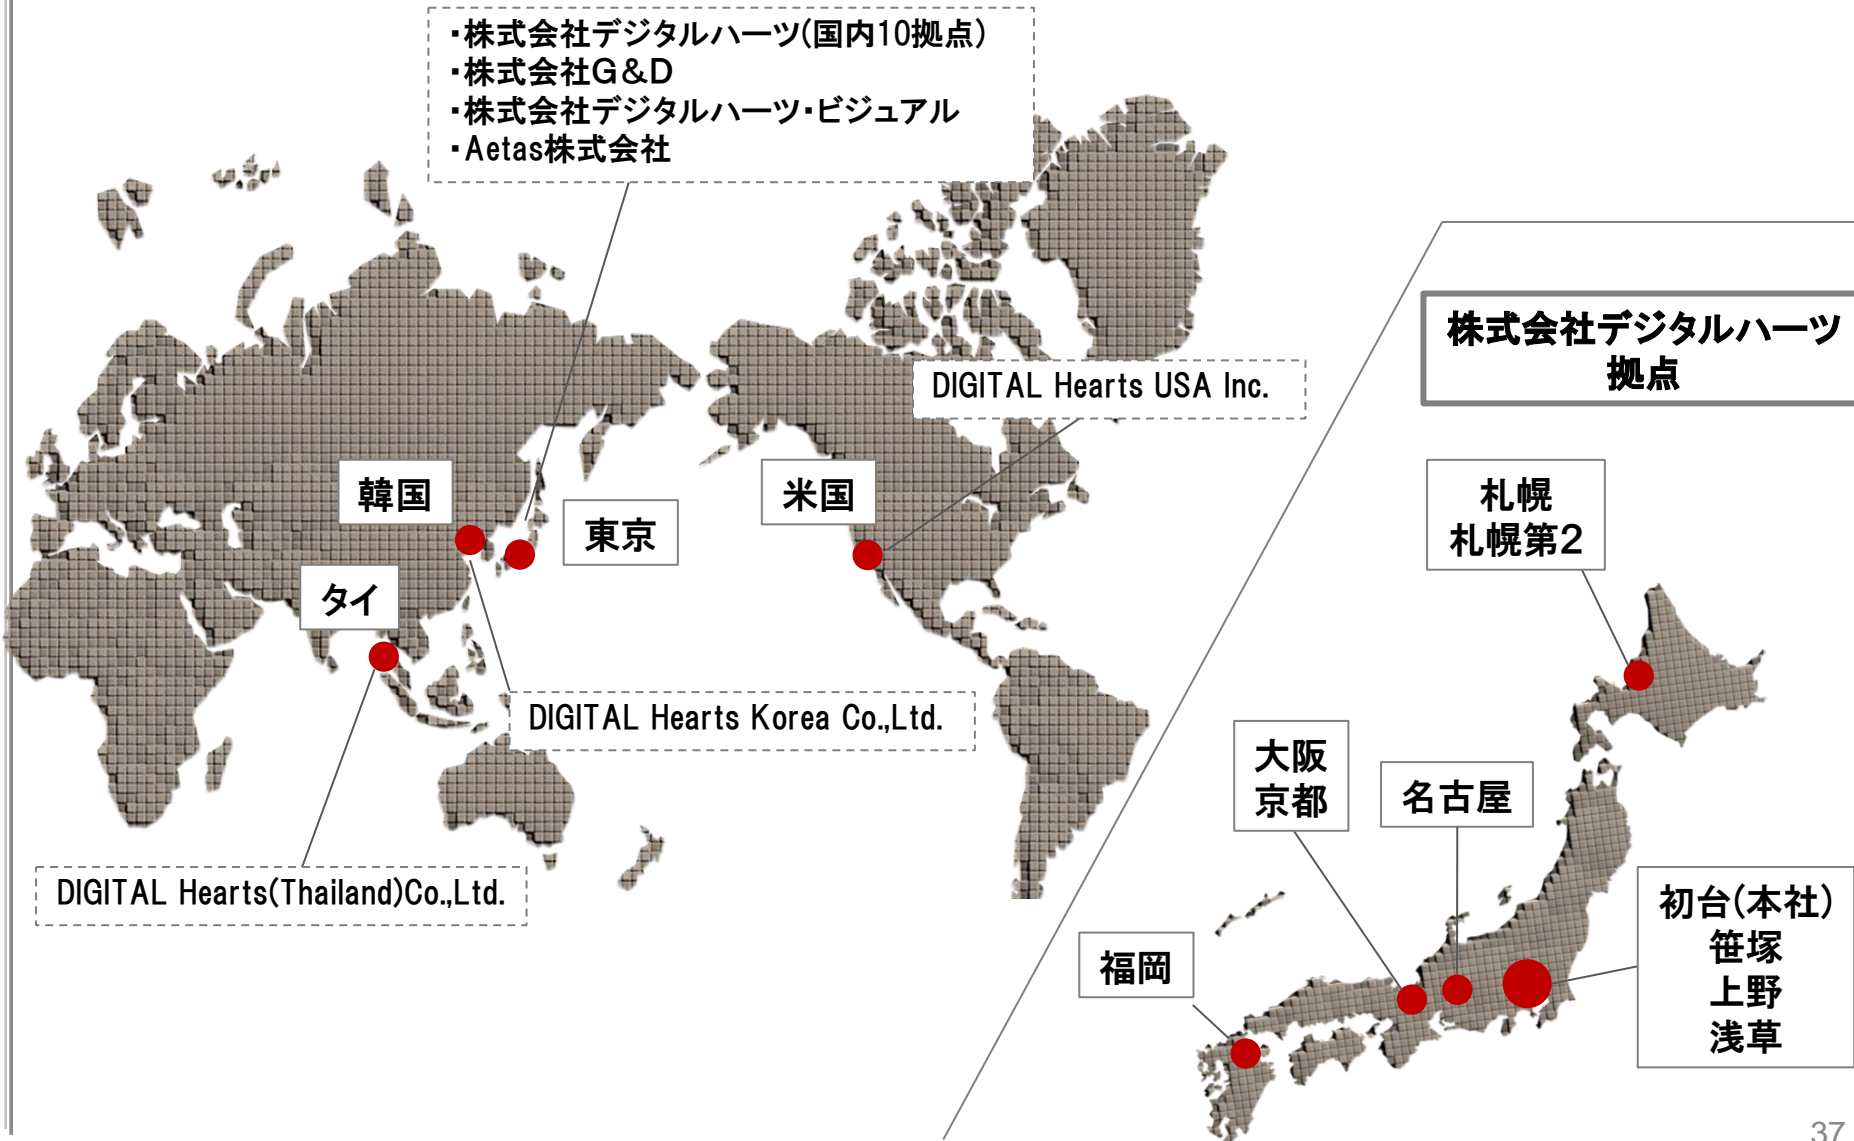 ・株式会社デジタルハーツ(国内10拠点)
・株式会社G&D
・株式会社デジタルハーツ・ビジュアル
・Aetas株式会社
DIGITAL Hearts USA Inc.
韓国
東京
米国
タイ
DIGITAL Hearts Korea Co.,Ltd.
DIGITAL Hearts(Thailand)Co.,Ltd.
株式会社デジタルハーツ
拠点
札幌
札幌第2
大阪
京都
名古屋
福岡
初台(本社)
笹塚
上野
浅草
37